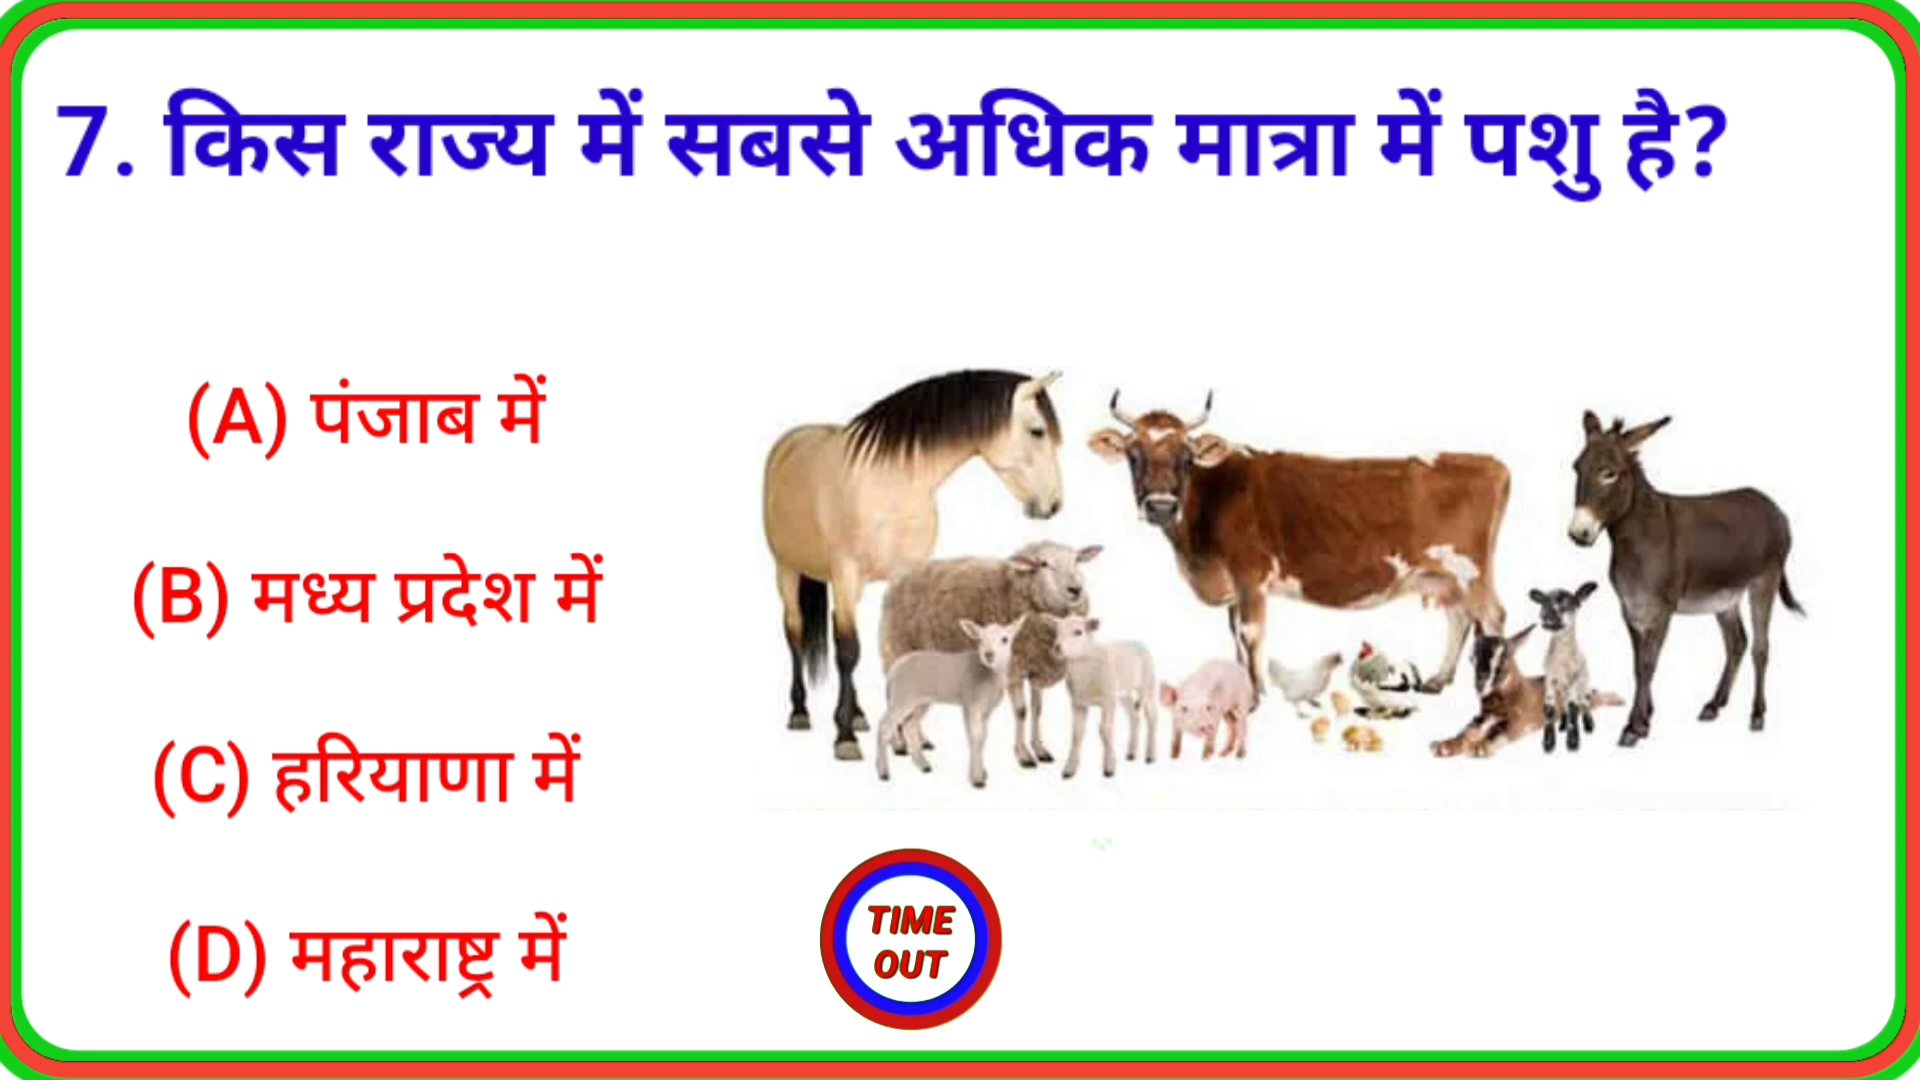 7. किस राज्य में सबसे अधिक मात्रा में पशु है?
(A) पंजाब में
(B) मध्य प्रदेश में
(C) हरियाणा में
(D) महाराष्ट्र में
TIME
OUT